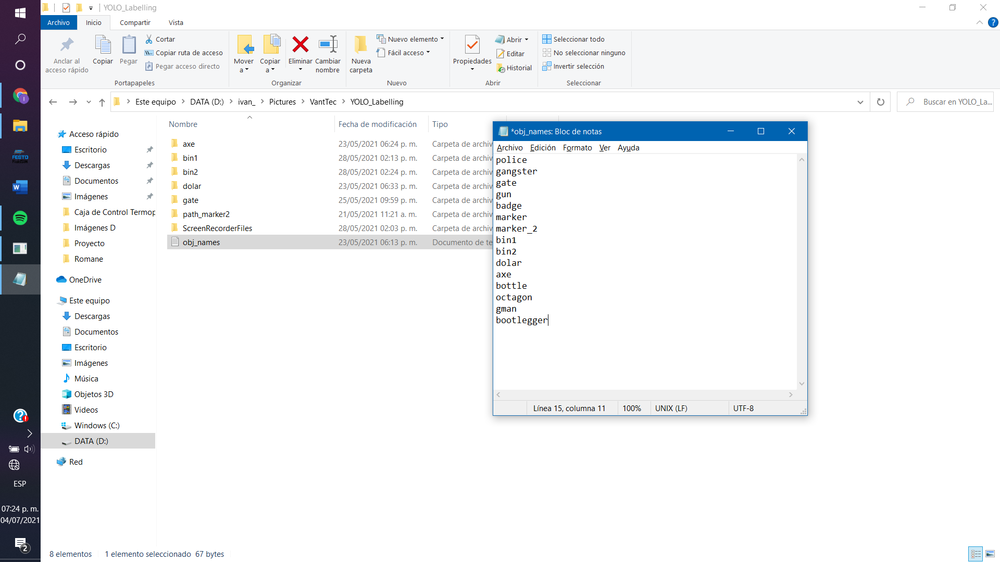 YOLO_Labelling
Archivo Inicio Compartir Vista
?
Anclar al acceso rápido
Copiar
Pegar
Cortar
Copiar ruta de acceso
Pegar acceso directo
Portapapeles
Mover a
Copiar a
Eliminar
Cambiar nombre
Organizar
Nueva carpeta
Nuevo elemento
Fácil acceso
Nuevo
Propiedades
Abrir
Editar
Historial
Abrir
Seleccionar todo
No seleccionar ninguno
Invertir selección
Seleccionar
Este equipo > DATA (D:) > ivan_ > Pictures > VantTec > YOLO_Labelling
Buscar en YOLO_La...
Acceso rápido
Escritorio
Descargas
Documentos
Imágenes
Caja de Control Termop
Imágenes D
Proyecto
Romane
OneDrive
Este equipo
Descargas
Documentos
Escritorio
Imágenes
Música
Objetos 3D
Videos
Windows (C:)
DATA (D:)
Red
Nombre Fecha de modificación Tipo
axe 23/05/2021 06:24 p. m. Carpeta de archiv
bin1 28/05/2021 02:13 p. m. Carpeta de archiv
bin2 28/05/2021 02:24 p. m. Carpeta de archiv
dolar 23/05/2021 06:33 p. m. Carpeta de archiv
gate 25/05/2021 09:59 p. m. Carpeta de archiv
path_marker2 21/05/2021 11:21 a. m. Carpeta de archiv
ScreenRecorderFiles 28/05/2021 02:03 p. m. Carpeta de archiv
obj_names 23/05/2021 06:13 p. m. Documento de te
*obj_names: Bloc de notas
Archivo Edición Formato Ver Ayuda
police
gangster
gate
gun
badge
marker
marker_2
bin1
bin2
dolar
axe
bottle
octagon
gman
bootlegger
Línea 15, columna 11 100% UNIX (LF) UTF-8
8 elementos 1 elemento seleccionado 67 bytes
I
FESTO
FluidSIM
W
?
!
ESP
07:24 p. m.
04/07/2021
2